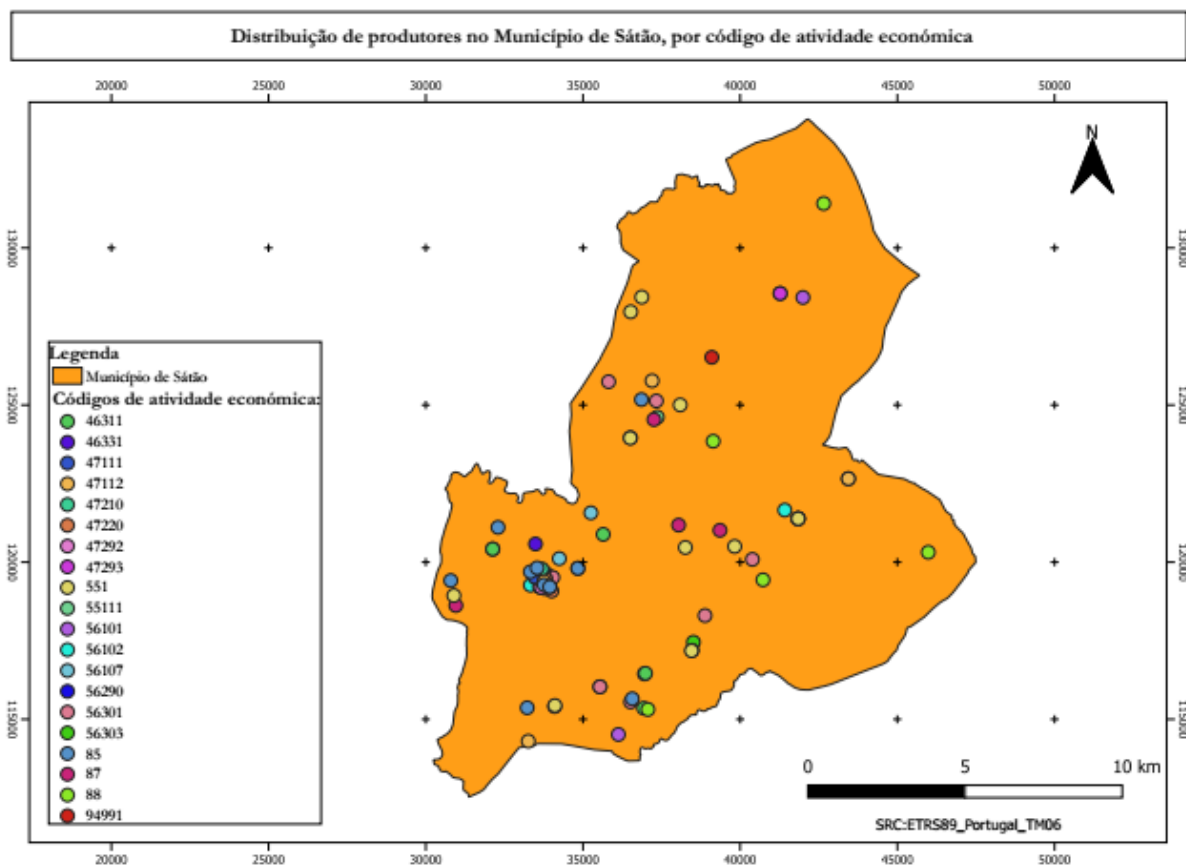 Distribuição de produtores no Município de Sátão, por código de atividade económica
20000 25000 30000 35000 40000 45000 50000
N
130000 130000
125000 125000
120000 120000
115000 115000
Legenda
Município de Sátão
Códigos de atividade económica:
46311
46331
47111
47112
47210
47220
47292
47293
551
55111
56101
56102
56107
56290
56301
56303
85
87
88
94991
0 5 10 km
SRC:ETRS89_Portugal_TM06
20000 25000 30000 35000 40000 45000 50000